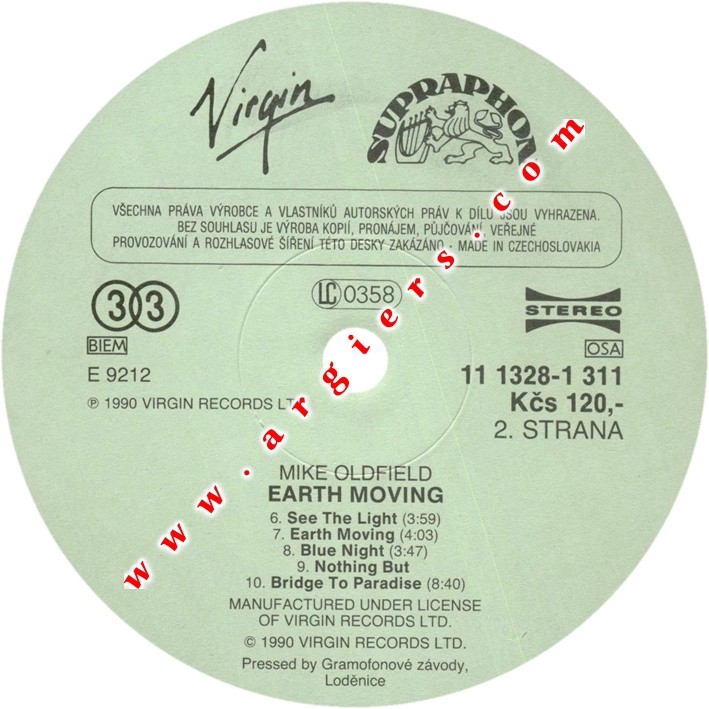 Virgin
SUPRAPHON
VŠECHNA PRÁVA VÝROBCE A VLASTNÍKŮ AUTORSKÝCH PRÁV K DÍLU JSOU VYHRAZENA.
BEZ SOUHLASU JE VÝROBA KOPIÍ, PRONÁJEM, PŮJČOVÁNÍ, VEŘEJNÉ
PROVOZOVÁNÍ A ROZHLASOVÉ ŠÍŘENÍ TÉTO DESKY ZAKÁZÁNO · MADE IN CZECHOSLOVAKIA
33
LC 0358
STEREO
BIEM
OSA
E 9212
11 1328-1 311
℗ 1990 VIRGIN RECORDS LTD.
Kčs 120,-
2. STRANA
www.argiers.com
MIKE OLDFIELD
EARTH MOVING
6. See The Light (3:59)
7. Earth Moving (4:03)
8. Blue Night (3:47)
9. Nothing But
10. Bridge To Paradise (8:40)
MANUFACTURED UNDER LICENSE
OF VIRGIN RECORDS LTD.
© 1990 VIRGIN RECORDS LTD.
Pressed by Gramofonové závody,
Loděnice